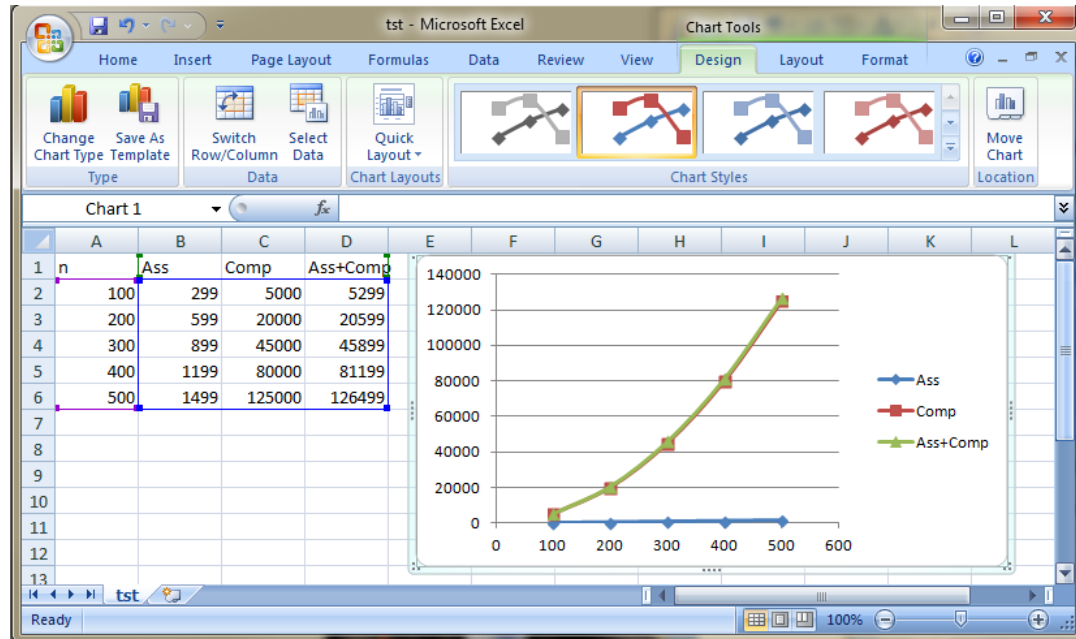 tst - Microsoft Excel
Chart Tools
Home Insert Page Layout Formulas Data Review View Design Layout Format
Change Chart Type
Save As Template
Switch Row/Column
Select Data
Quick Layout
Move Chart
Type Data Chart Layouts Chart Styles Location
Chart 1 fx
A B C D E F G H I J K L
1 n Ass Comp Ass+Comp
2 100 299 5000 5299
3 200 599 20000 20599
4 300 899 45000 45899
5 400 1199 80000 81199
6 500 1499 125000 126499
7
8
9
10
11
12
13
140000
120000
100000
80000
60000
40000
20000
0
0 100 200 300 400 500 600
Ass
Comp
Ass+Comp
tst
Ready 100%